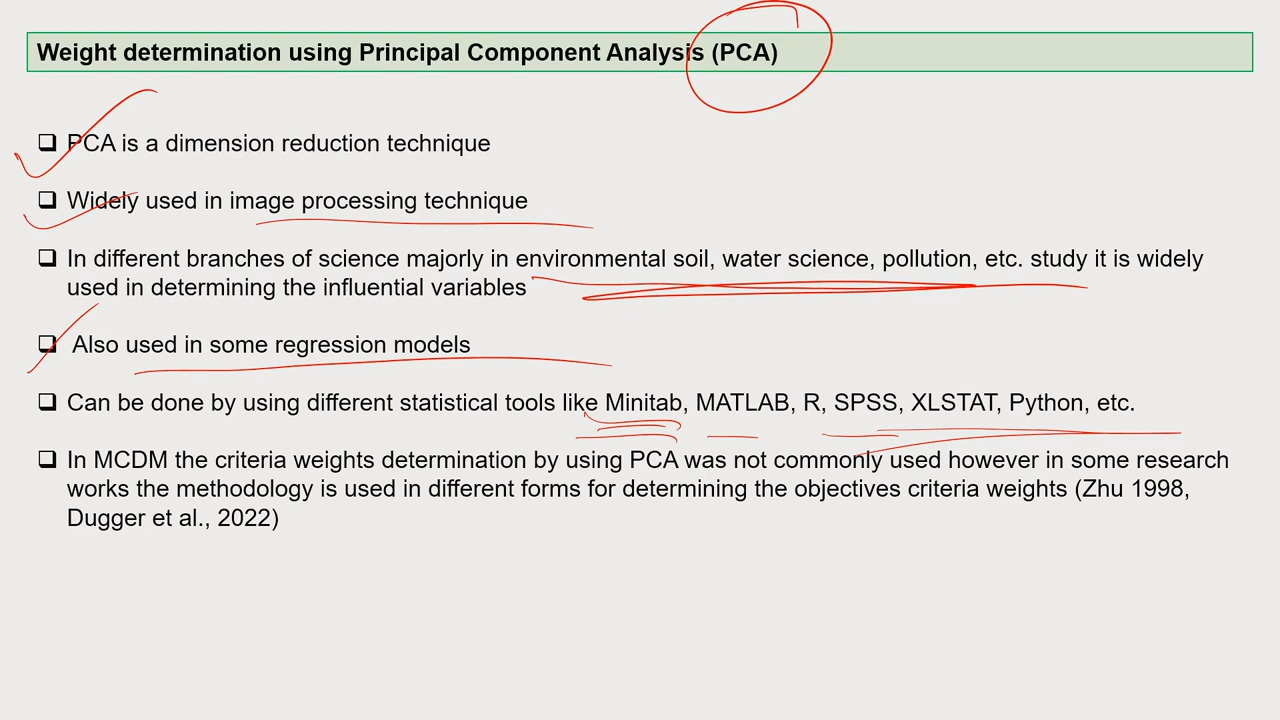 Weight determination using Principal Component Analysis (PCA)
❑ PCA is a dimension reduction technique
❑ Widely used in image processing technique
❑ In different branches of science majorly in environmental soil, water science, pollution, etc. study it is widely
used in determining the influential variables
❑ Also used in some regression models
❑ Can be done by using different statistical tools like Minitab, MATLAB, R, SPSS, XLSTAT, Python, etc.
❑ In MCDM the criteria weights determination by using PCA was not commonly used however in some research
works the methodology is used in different forms for determining the objectives criteria weights (Zhu 1998,
Dugger et al., 2022)